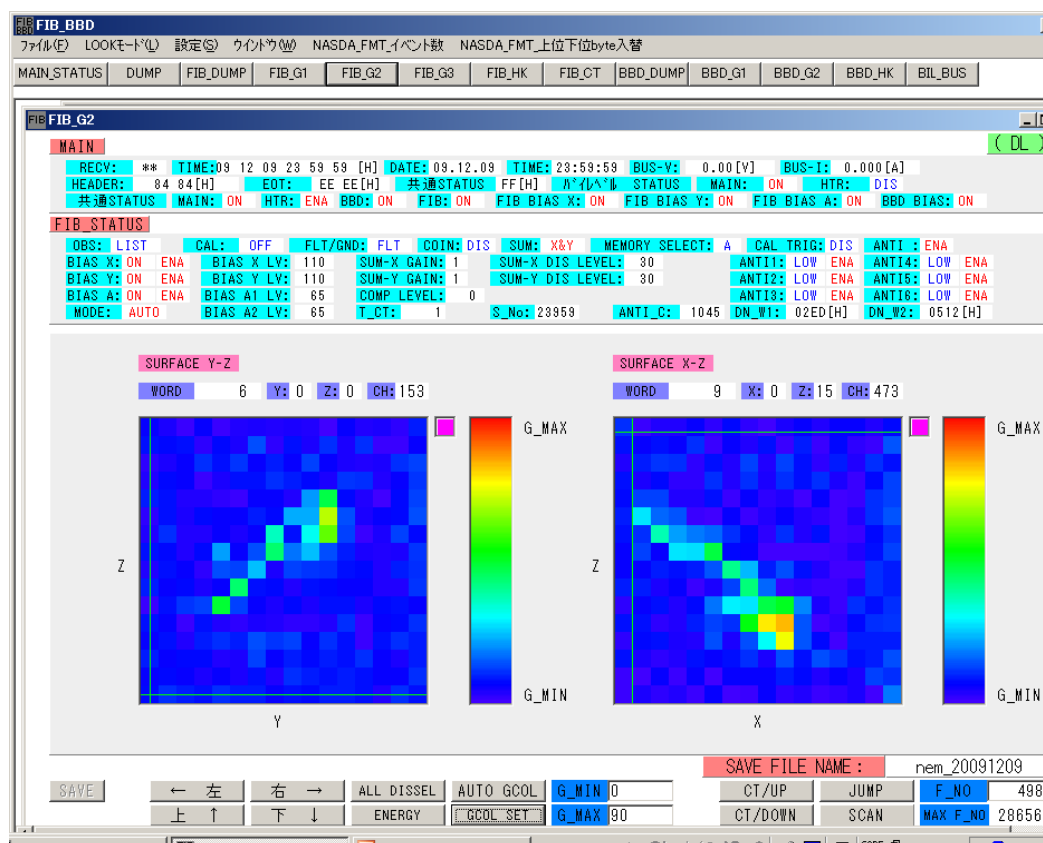 FIB_BBD
ファイル(F) LOOKモード(L) 設定(S) ウインドウ(W) NASDA_FMT_イベント数 NASDA_FMT_上位下位byte入替
MAIN_STATUS DUMP FIB_DUMP FIB_G1 FIB_G2 FIB_G3 FIB_HK FIB_CT BBD_DUMP BBD_G1 BBD_G2 BBD_HK BIL_BUS
FIB_G2
MAIN ( DL )
RECV: ** TIME:09 12 09 23 59 59 [H] DATE: 09.12.09 TIME: 23:59:59 BUS-V: 0.00[V] BUS-I: 0.000[A]
HEADER: 84 84[H] EOT: EE EE[H] 共通STATUS FF[H] ハイレベル STATUS MAIN: ON HTR: DIS
共通STATUS MAIN: ON HTR: ENA BBD: ON FIB: ON FIB BIAS X: ON FIB BIAS Y: ON FIB BIAS A: ON BBD BIAS: ON
FIB_STATUS
OBS: LIST CAL: OFF FLT/GND: FLT COIN: DIS SUM: X&Y MEMORY SELECT: A CAL TRIG: DIS ANTI : ENA
BIAS X: ON ENA BIAS X LV: 110 SUM-X GAIN: 1 SUM-X DIS LEVEL: 30 ANTI1: LOW ENA ANTI4: LOW ENA
BIAS Y: ON ENA BIAS Y LV: 110 SUM-Y GAIN: 1 SUM-Y DIS LEVEL: 30 ANTI2: LOW ENA ANTI5: LOW ENA
BIAS A: ON ENA BIAS A1 LV: 65 COMP LEVEL: 0 ANTI3: LOW ENA ANTI6: LOW ENA
MODE: AUTO BIAS A2 LV: 65 T_CT: 1 S_No: 23959 ANTI_C: 1045 DN_W1: 02ED[H] DN_W2: 0512[H]
SURFACE Y-Z SURFACE X-Z
WORD 6 Y: 0 Z: 0 CH: 153 WORD 9 X: 0 Z: 15 CH: 473
G_MAX G_MAX
Z Z
G_MIN G_MIN
Y X
SAVE FILE NAME : nem_20091209
SAVE ← 左 右 → ALL DISSEL AUTO GCOL G_MIN 0 CT/UP JUMP F_NO 498
上 ↑ 下 ↓ ENERGY GCOL SET G_MAX 90 CT/DOWN SCAN MAX F_NO 28656